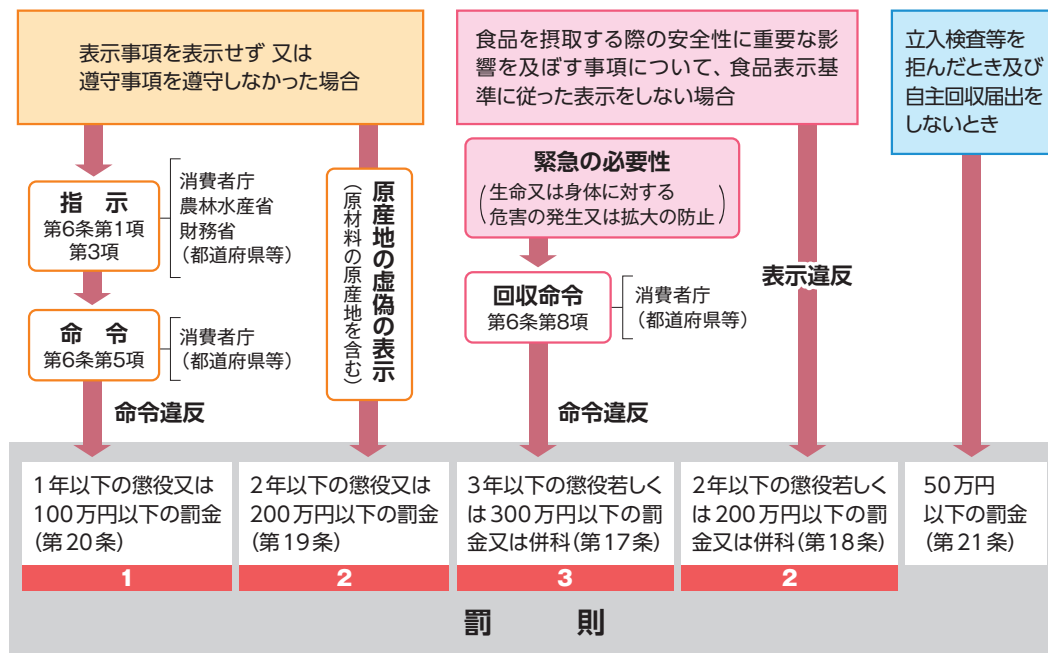 表示事項を表示せず 又は
遵守事項を遵守しなかった場合
指 示
第6条第1項
第3項
消費者庁
農林水産省
財務省
(都道府県等)
命 令
第6条第5項
消費者庁
(都道府県等)
命令違反
原産地の虚偽の表示
(原材料の原産地を含む)
食品を摂取する際の安全性に重要な影
響を及ぼす事項について、食品表示基
準に従った表示をしない場合
緊急の必要性
(生命又は身体に対する
危害の発生又は拡大の防止)
回収命令
第6条第8項
消費者庁
(都道府県等)
命令違反
表示違反
立入検査等を
拒んだとき及び
自主回収届出を
しないとき
1年以下の懲役又は
100万円以下の罰金
(第20条)
1
2年以下の懲役又は
200万円以下の罰金
(第19条)
2
3年以下の懲役若しく
は300万円以下の罰
金又は併科(第17条)
3
2年以下の懲役若しく
は200万円以下の罰
金又は併科(第18条)
2
50万円
以下の罰金
(第21条)
罰 則